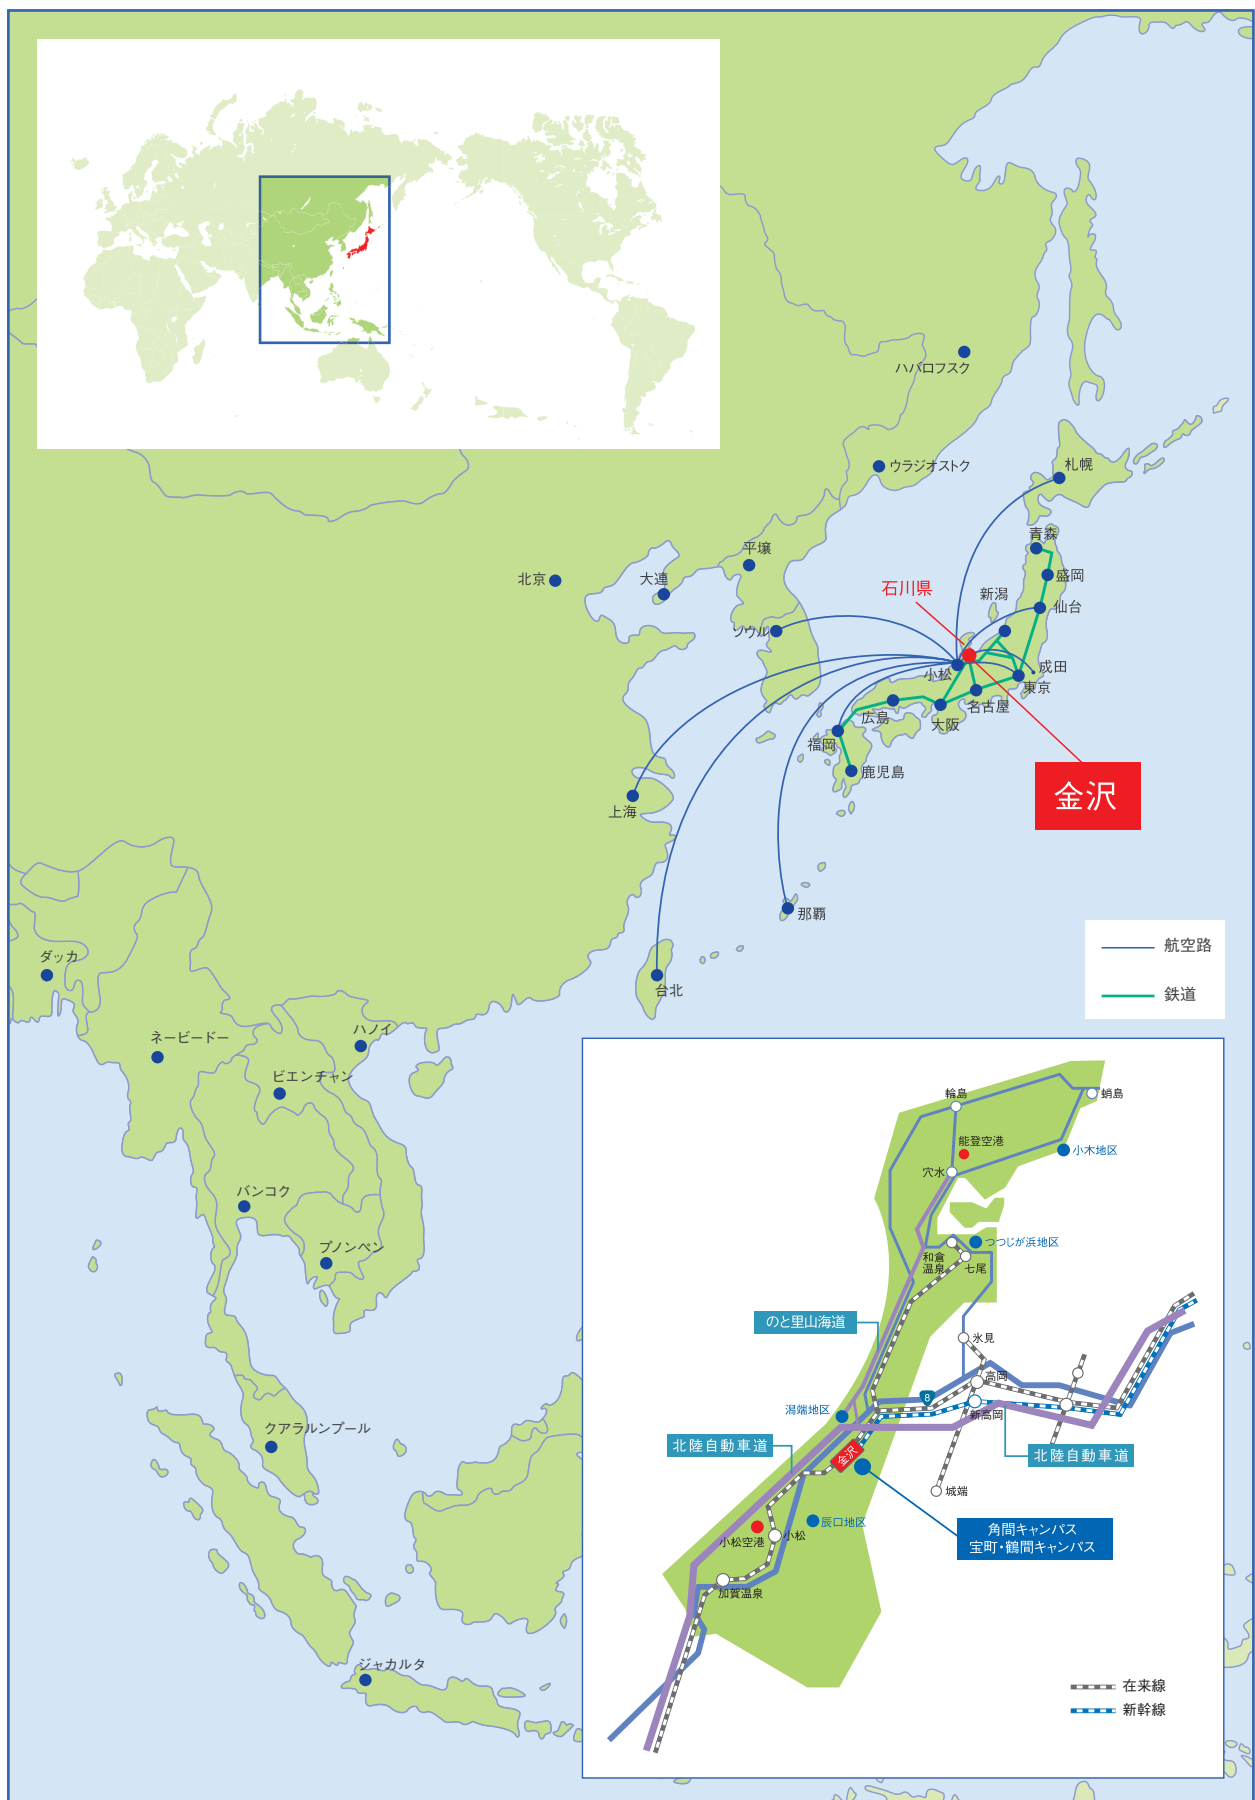 ハバロフスク
ウラジオストク
札幌
青森
平壌
北京
大連
盛岡
石川県
新潟
仙台
ソウル
小松
成田
東京
名古屋
広島
大阪
福岡
鹿児島
金沢
上海
那覇
航空路
ダッカ
台北
鉄道
ネービードー
ハノイ
ビエンチャン
バンコク
プノンペン
クアラルンプール
ジャカルタ
輪島
蛸島
能登空港
小木地区
穴水
つつじが浜地区
和倉
温泉
七尾
のと里山海道
氷見
高岡
8
潟端地区
新高岡
北陸自動車道
金沢
北陸自動車道
城端
辰口地区
角間キャンパス
宝町・鶴間キャンパス
小松空港
小松
加賀温泉
在来線
新幹線